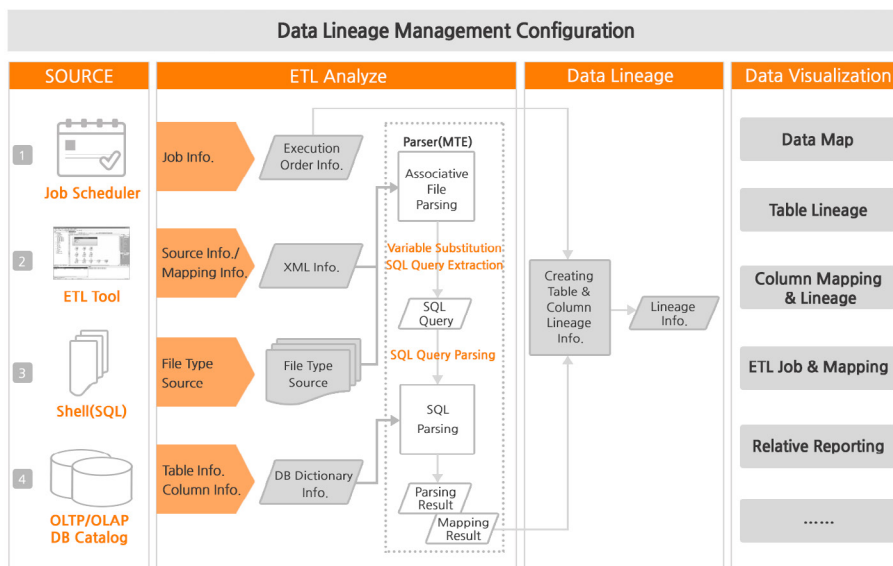 Data Lineage Management Configuration
SOURCE
ETL Analyze
Data Lineage
Data Visualization
1
Job Scheduler
Job Info.
Execution
Order Info.
Parser(MTE)
Associative
File
Parsing
Data Map
2
ETL Tool
Source Info./
Mapping Info.
XML Info.
Variable Substitution
SQL Query Extraction
SQL
Query
Creating
Table &
Column
Lineage
Info.
Lineage
Info.
Table Lineage
Column Mapping
& Lineage
3
Shell(SQL)
File Type
Source
File Type
Source
SQL Query Parsing
SQL
Parsing
ETL Job & Mapping
4
OLTP/OLAP
DB Catalog
Table Info.
Column Info.
DB Dictionary
Info.
Parsing
Result
Mapping
Result
Relative Reporting
......